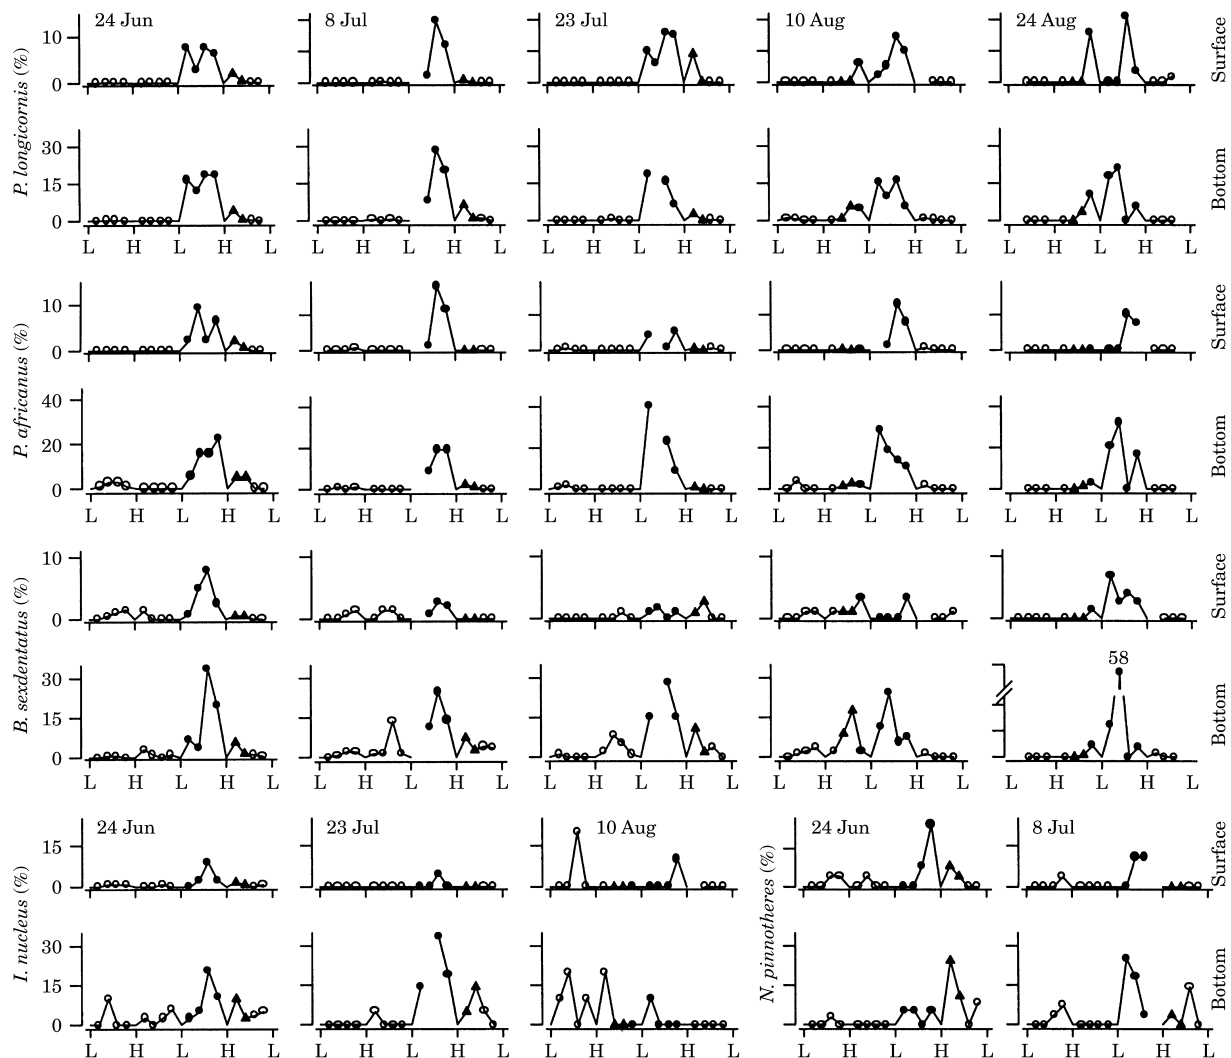 24 Jun 8 Jul 23 Jul 10 Aug 24 Aug
P. longicornis (%)
10
0
Surface
30
15
0
Bottom
L H L H L L H L H L L H L H L L H L H L L H L H L
P. africanus (%)
10
0
Surface
40
20
0
Bottom
L H L H L L H L H L L H L H L L H L H L L H L H L
B. sexdentatus (%)
10
0
Surface
58
30
15
0
Bottom
L H L H L L H L H L L H L H L L H L H L L H L H L
24 Jun 23 Jul 10 Aug 24 Jun 8 Jul
I. nucleus (%)
N. pinnotheres (%)
15
0
Surface
30
15
0
Bottom
L H L H L L H L H L L H L H L L H L H L L H L H L